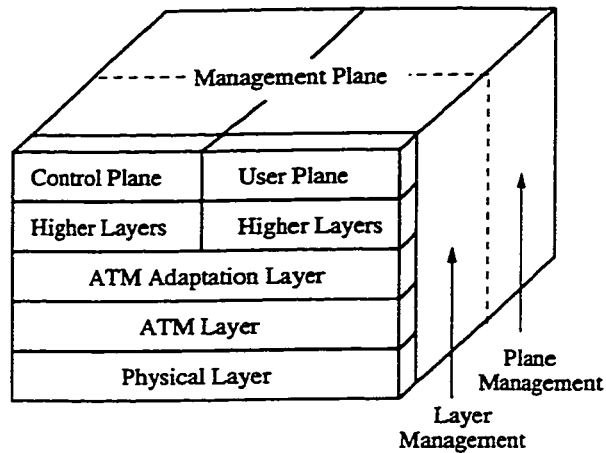 Management Plane
Control Plane
User Plane
Higher Layers
Higher Layers
ATM Adaptation Layer
ATM Layer
Physical Layer
Plane
Management
Layer
Management